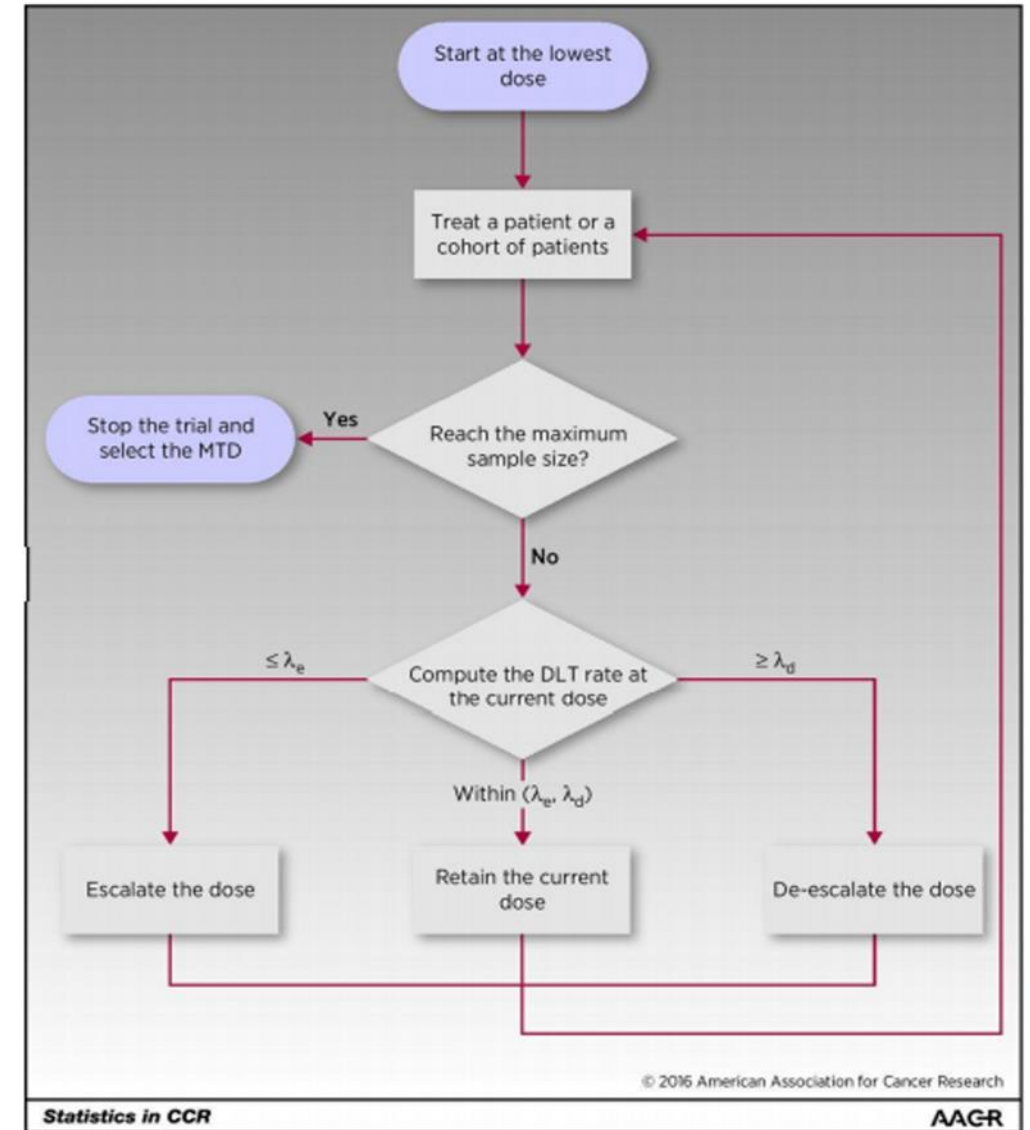 Start at the lowest
dose
Treat a patient or a
cohort of patients
Reach the maximum
sample size?
Yes
Stop the trial and
select the MTD
No
Compute the DLT rate at
the current dose
≤ λe
≥ λd
Within (λe, λd)
Escalate the dose
Retain the current
dose
De-escalate the dose
© 2016 American Association for Cancer Research
Statistics in CCR
AACR